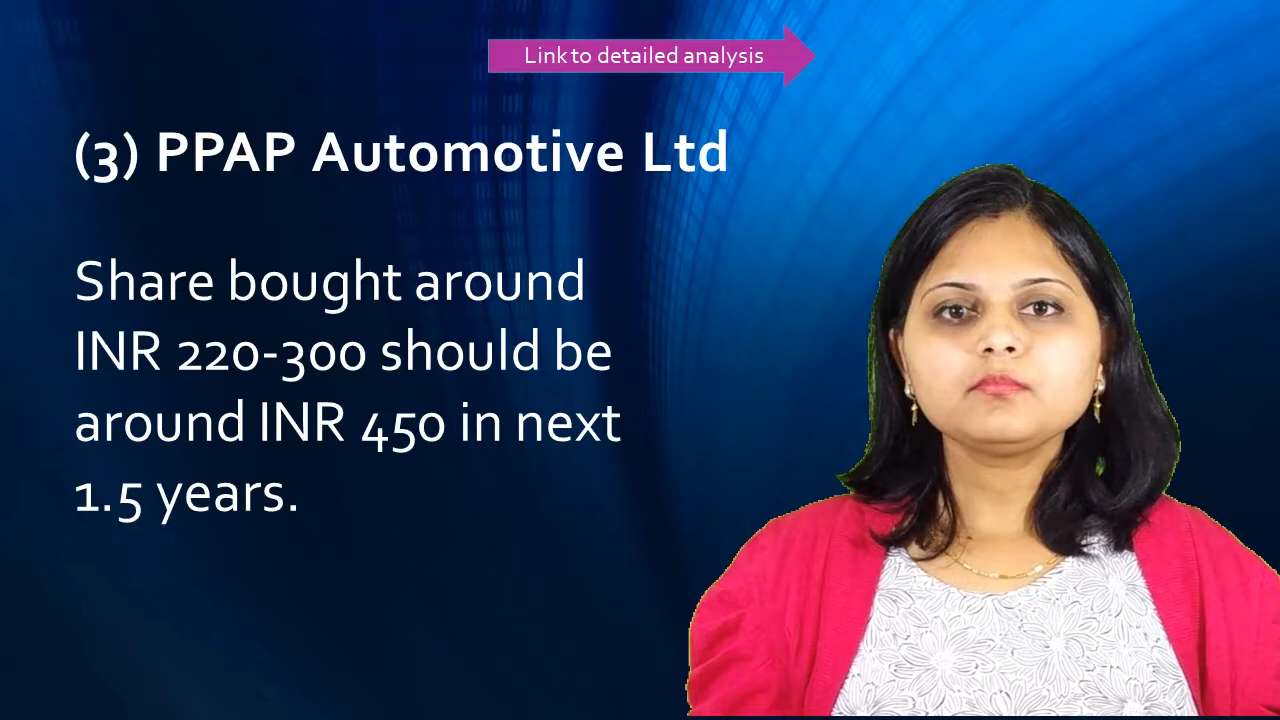 Link to detailed analysis
(3) PPAP Automotive Ltd
Share bought around
INR 220-300 should be
around INR 450 in next
1.5 years.